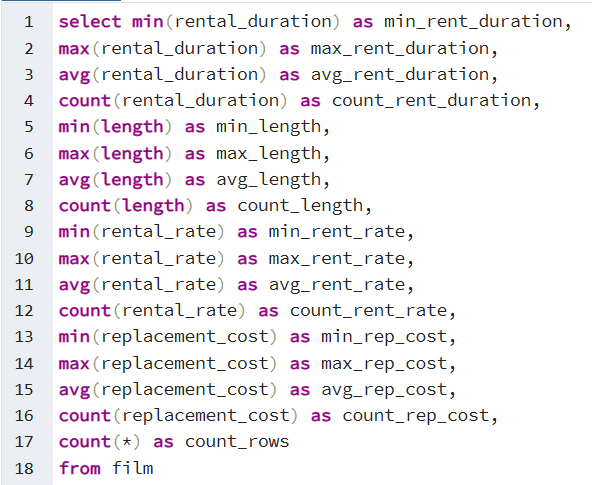 1 select min(rental_duration) as min_rent_duration,
2 max(rental_duration) as max_rent_duration,
3 avg(rental_duration) as avg_rent_duration,
4 count(rental_duration) as count_rent_duration,
5 min(length) as min_length,
6 max(length) as max_length,
7 avg(length) as avg_length,
8 count(length) as count_length,
9 min(rental_rate) as min_rent_rate,
10 max(rental_rate) as max_rent_rate,
11 avg(rental_rate) as avg_rent_rate,
12 count(rental_rate) as count_rent_rate,
13 min(replacement_cost) as min_rep_cost,
14 max(replacement_cost) as max_rep_cost,
15 avg(replacement_cost) as avg_rep_cost,
16 count(replacement_cost) as count_rep_cost,
17 count(*) as count_rows
18 from film